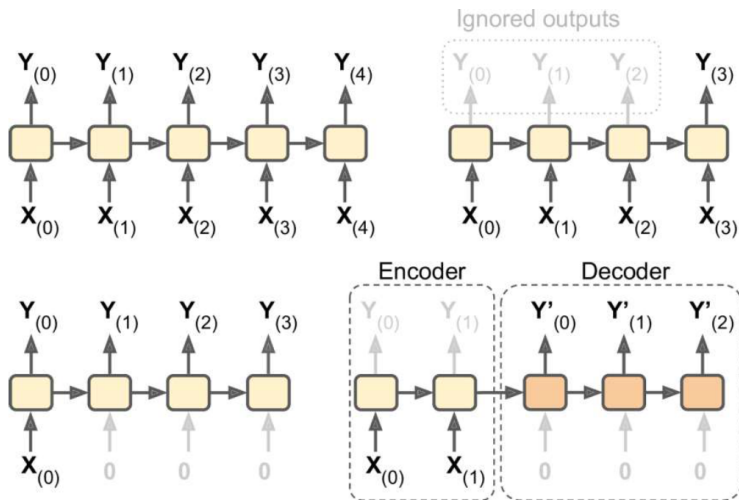 Ignored outputs
Y(0) Y(1) Y(2) Y(3) Y(4)
Y(0) Y(1) Y(2) Y(3)
X(0) X(1) X(2) X(3) X(4)
X(0) X(1) X(2) X(3)
Encoder
Decoder
Y(0) Y(1) Y(2) Y(3)
Y(0) Y(1)
Y'(0) Y'(1) Y'(2)
X(0) 0 0 0
X(0) X(1)
0 0 0